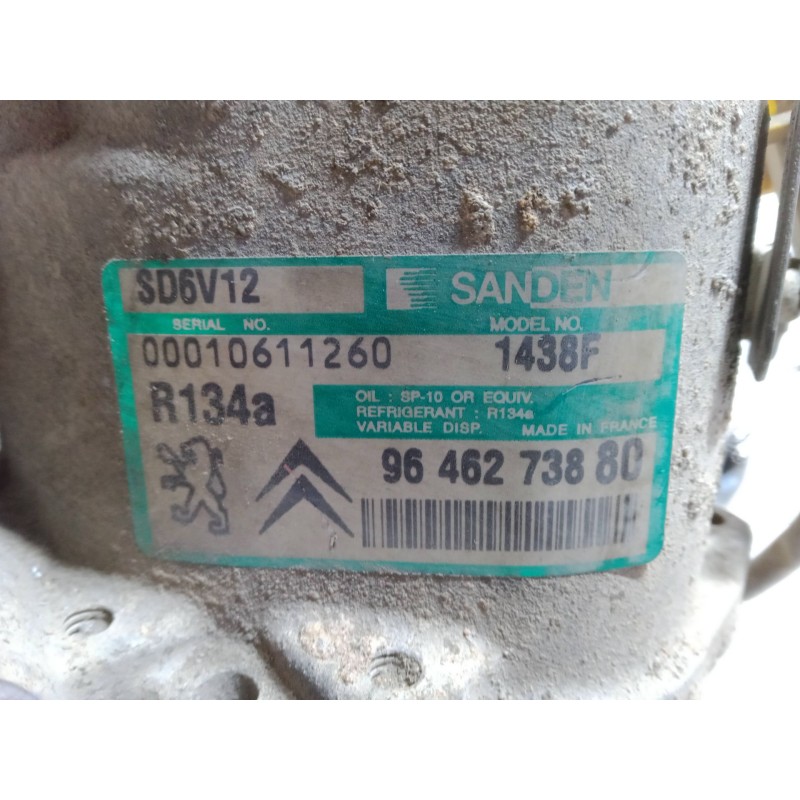 SD6V12 SANDEN
SERIAL NO. MODEL NO.
00010611260 1438F
R134a
OIL : SP-10 OR EQUIV.
REFRIGERANT : R134a
VARIABLE DISP. MADE IN FRANCE
96 462 738 80